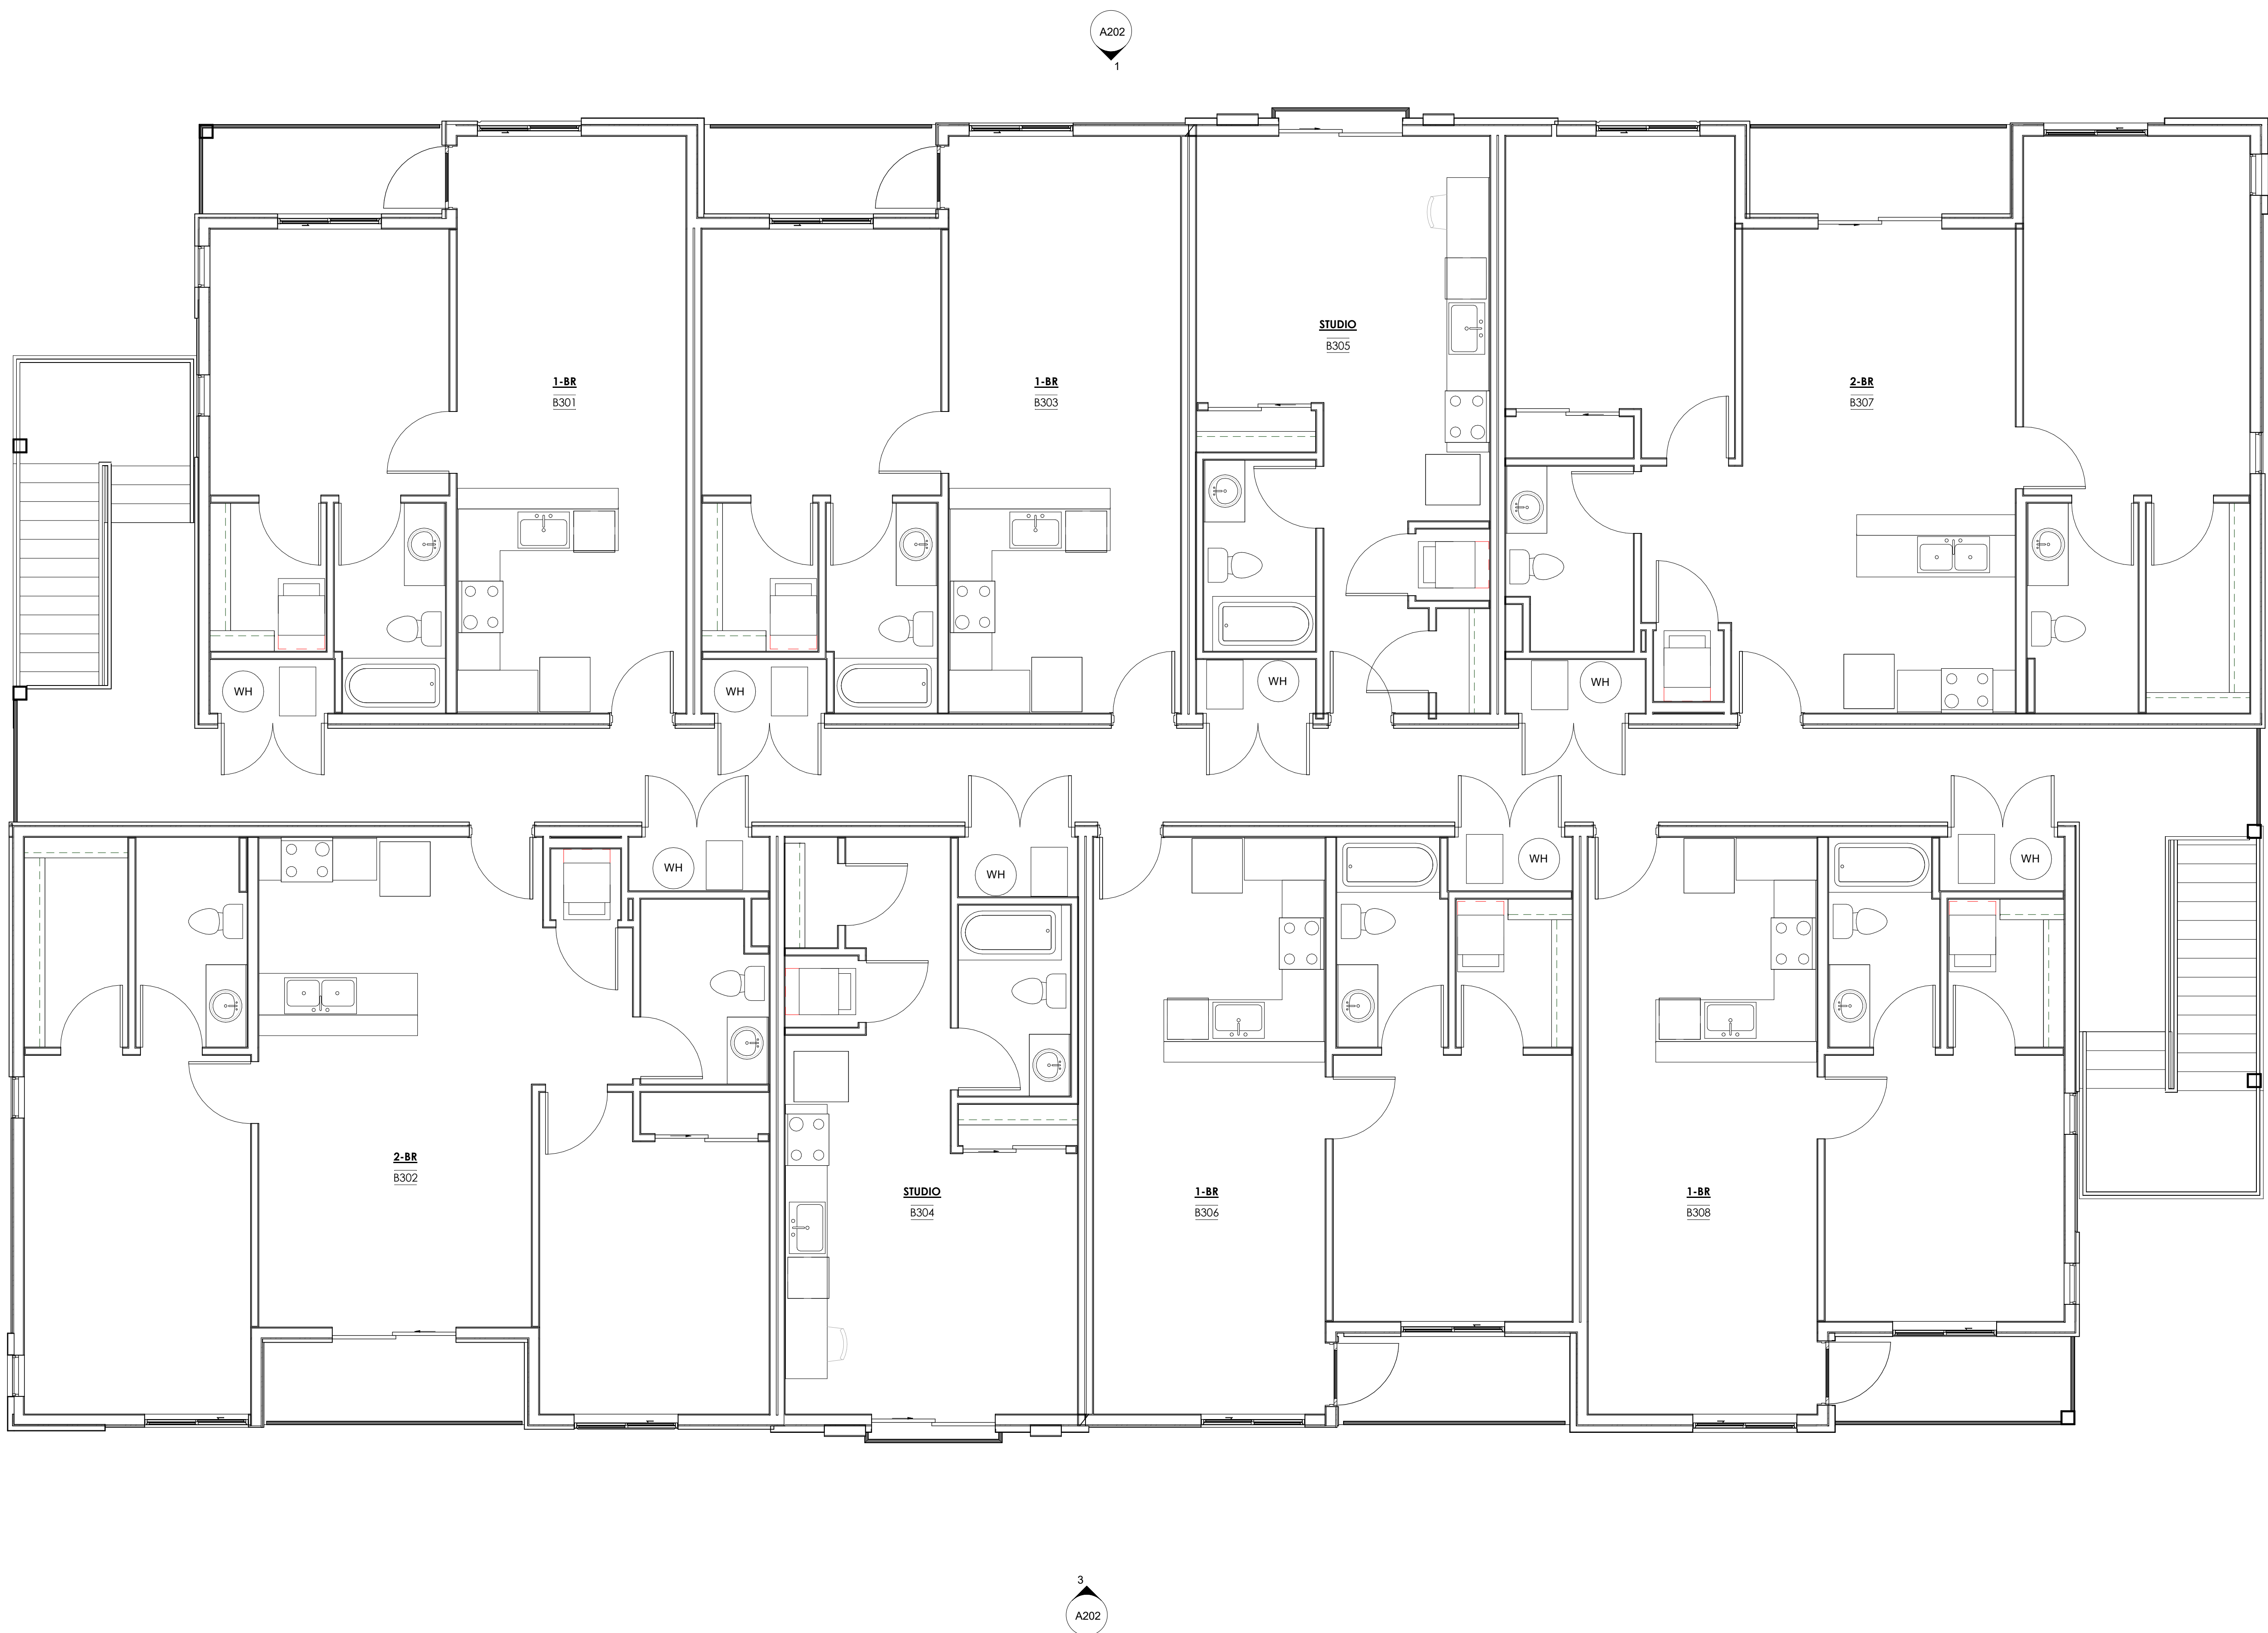 A202
1
STUDIO
B305
1-BR
B301
1-BR
B303
2-BR
B307
WH
WH
WH
WH
WH
WH
WH
WH
2-BR
B302
STUDIO
B304
1-BR
B306
1-BR
B308
3
A202